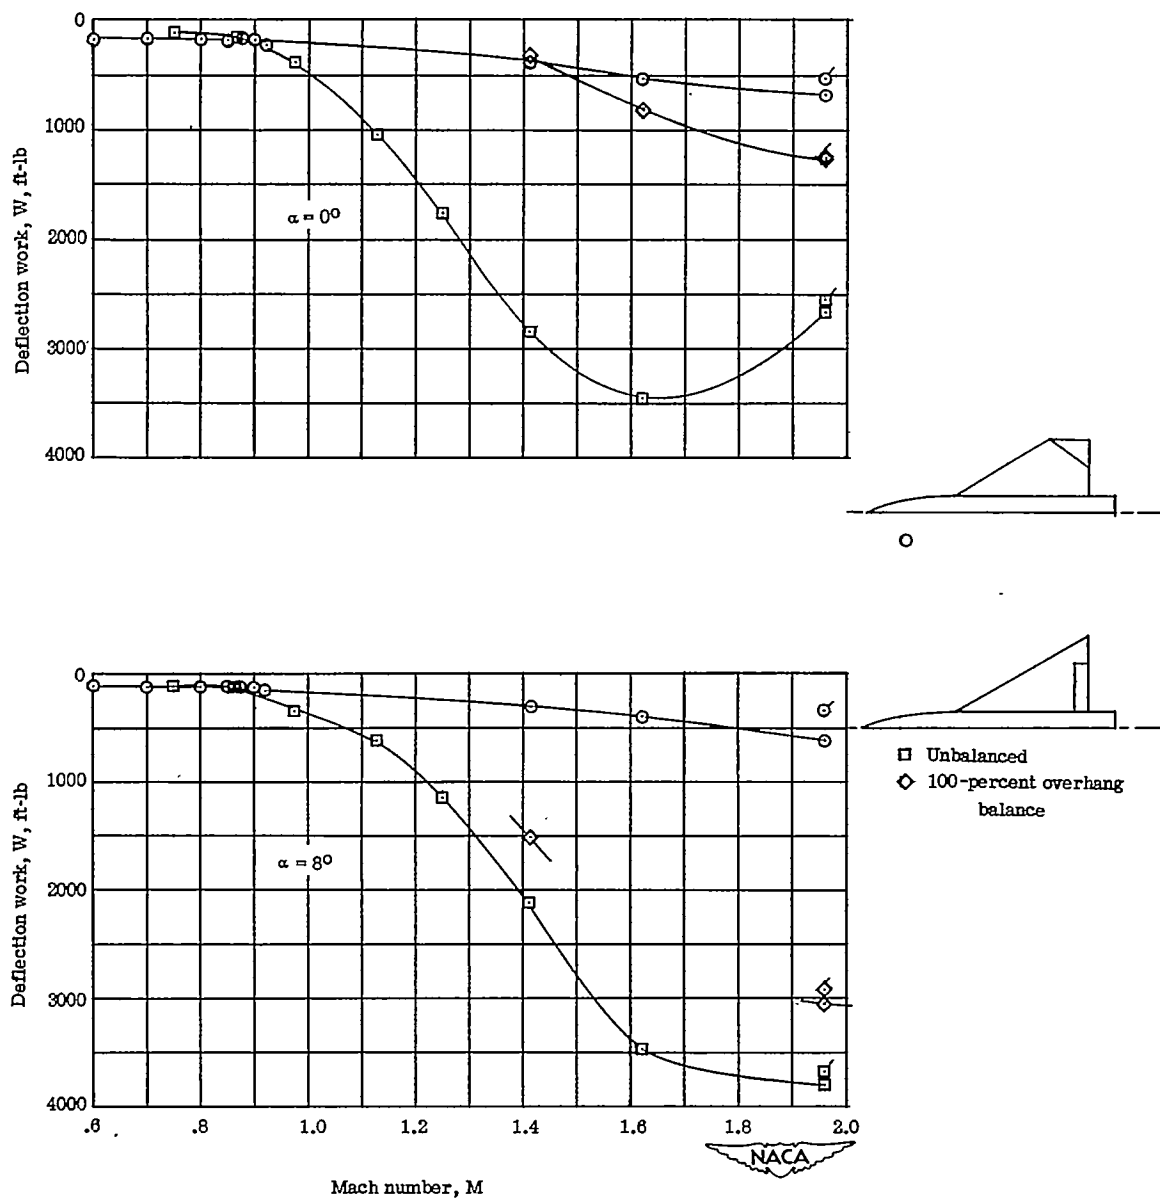 0
1000
2000
3000
4000
Deflection work, W, ft-lb
α = 0°
0
1000
2000
3000
4000
Deflection work, W, ft-lb
α = 8°
.6 .8 1.0 1.2 1.4 1.6 1.8 2.0
Mach number, M
NACA
Unbalanced
100-percent overhang
balance